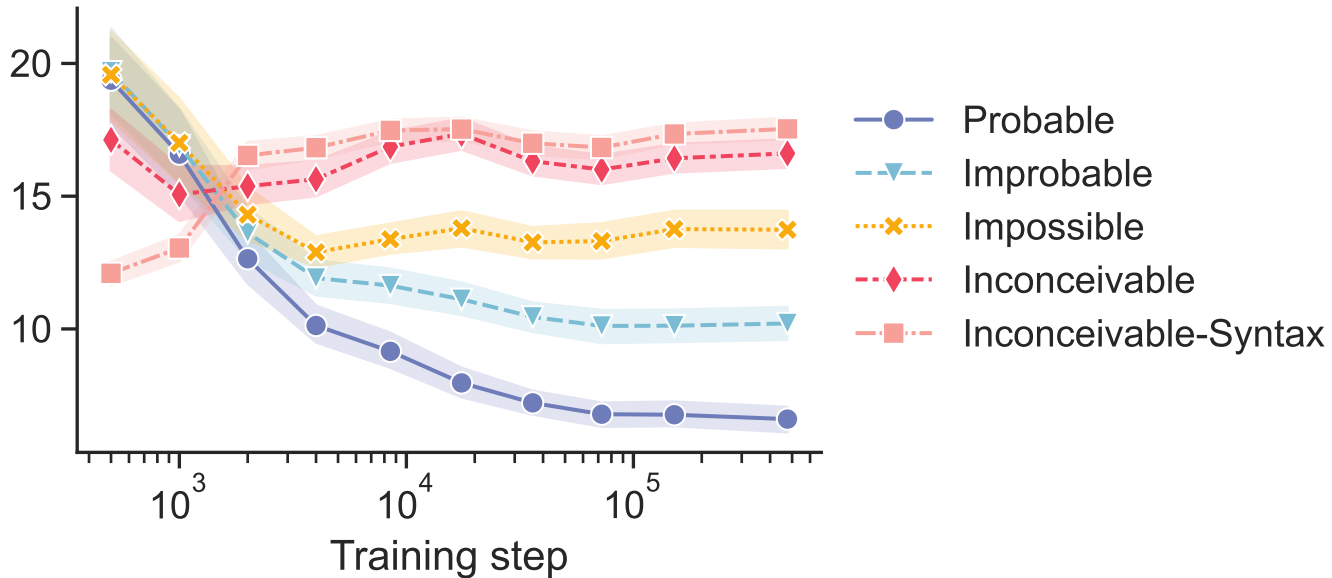 20
15
10
10^3
10^4
10^5
Training step
Probable
Improbable
Impossible
Inconceivable
Inconceivable-Syntax